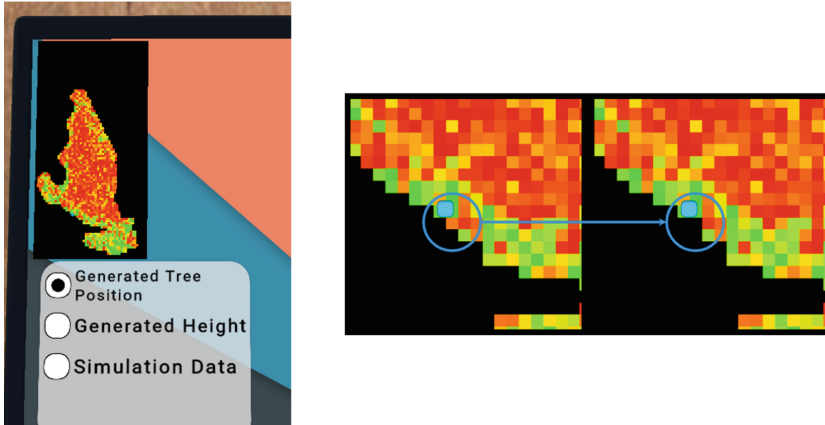 Generated Tree
Position
Generated Height
Simulation Data